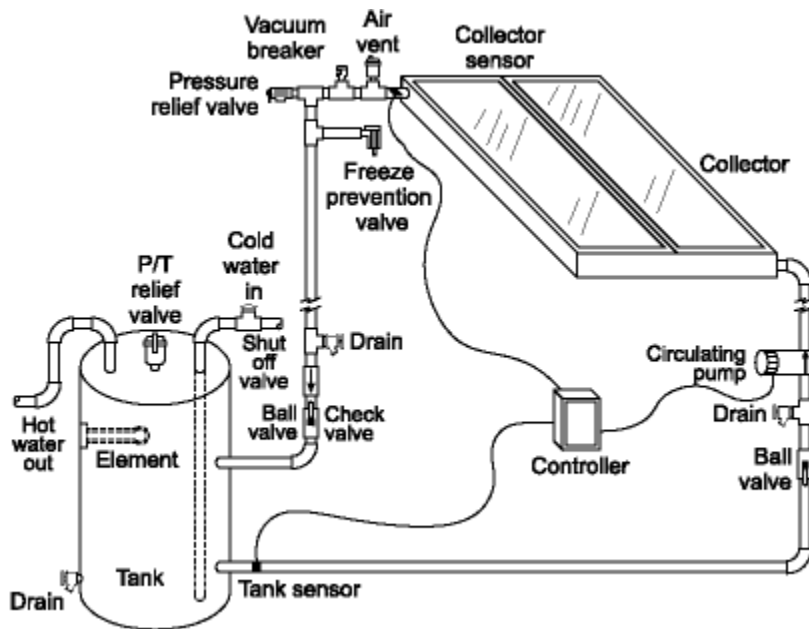 Vacuum
breaker
Air
vent
Collector
sensor
Pressure
relief valve
Collector
Freeze
prevention
valve
Cold
water
in
P/T
relief
valve
Shut
off
valve
Drain
Circulating
pump
Hot
water
out
Element
Ball
valve
Check
valve
Controller
Drain
Ball
valve
Tank
Tank sensor
Drain